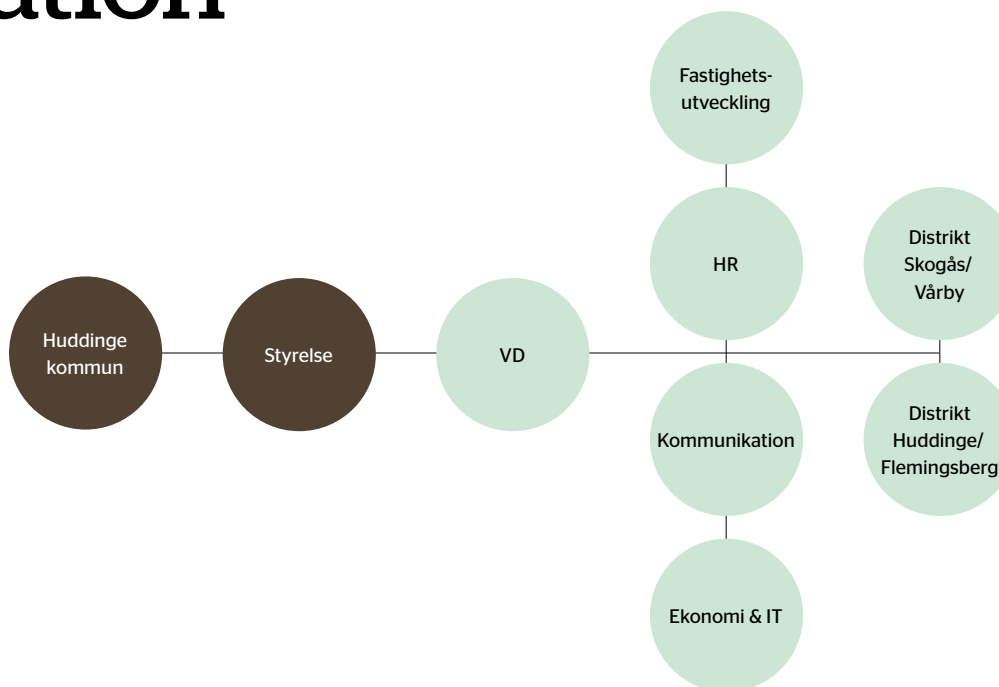 ation
Fastighets-
utveckling
HR
Distrikt
Skogås/
Vårby
Huddinge
kommun
Styrelse
VD
Kommunikation
Distrikt
Huddinge/
Flemingsberg
Ekonomi & IT